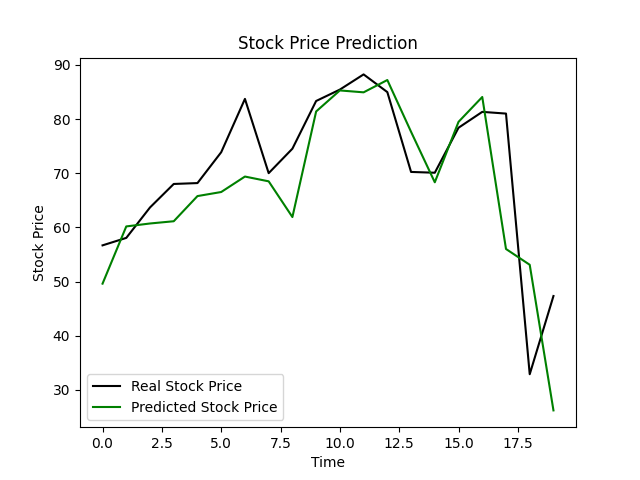 Stock Price Prediction
90
80
70
60
50
40
30
Stock Price
Real Stock Price
Predicted Stock Price
0.0 2.5 5.0 7.5 10.0 12.5 15.0 17.5
Time